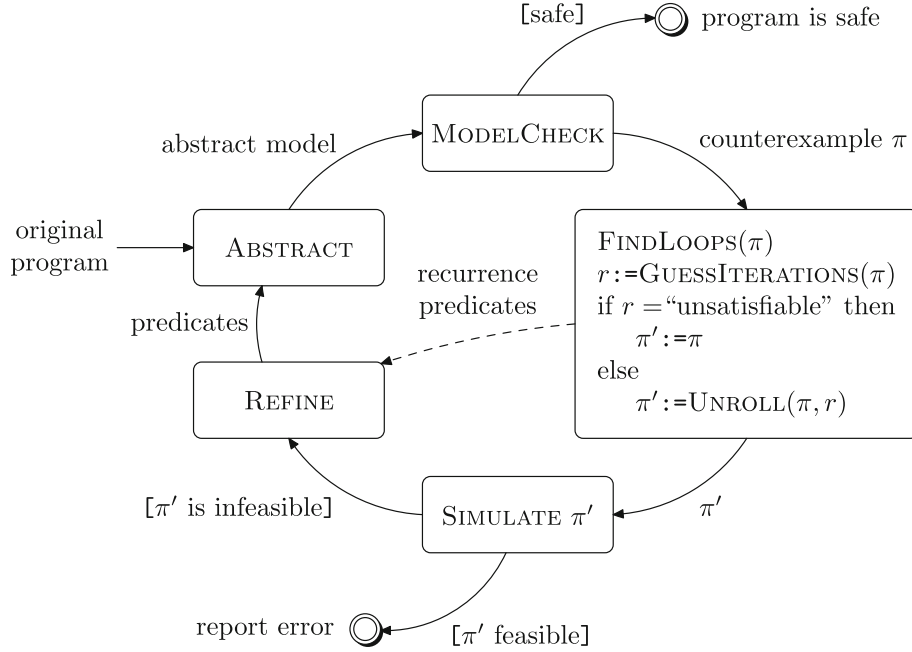 [safe]
program is safe
MODELCHECK
abstract model
counterexample π
original
program
ABSTRACT
FINDLOOPS(π)
r:=GUESSITERATIONS(π)
if r =“unsatisfiable” then
π′:=π
else
π′:=UNROLL(π, r)
recurrence
predicates
predicates
REFINE
[π′ is infeasible]
SIMULATE π′
π′
report error
[π′ feasible]